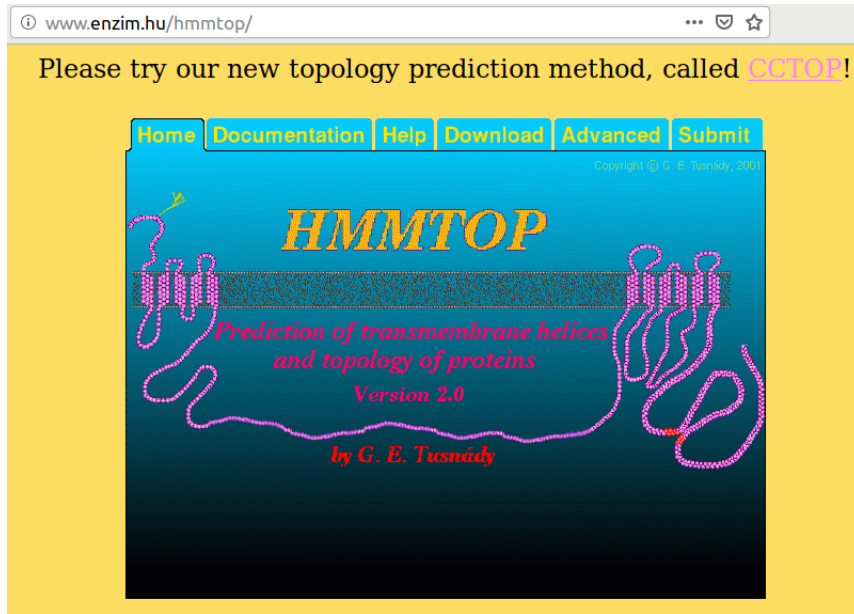 www.enzim.hu/hmmtop/
Please try our new topology prediction method, called CCTOP!
Home Documentation Help Download Advanced Submit
Copyright © G. E. Tusnády, 2001
HMMTOP
Prediction of transmembrane helices
and topology of proteins
Version 2.0
by G. E. Tusnády